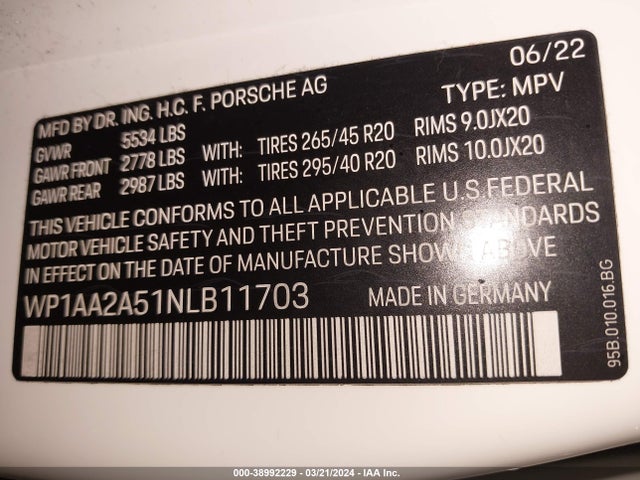 06/22
MFD BY DR. ING. H.C. F. PORSCHE AG TYPE: MPV
GVWR 5534 LBS
GAWR FRONT 2778 LBS WITH: TIRES 265/45 R20 RIMS 9.0JX20
GAWR REAR 2987 LBS WITH: TIRES 295/40 R20 RIMS 10.0JX20
THIS VEHICLE CONFORMS TO ALL APPLICABLE U.S. FEDERAL
MOTOR VEHICLE SAFETY AND THEFT PREVENTION STANDARDS
IN EFFECT ON THE DATE OF MANUFACTURE SHOWN ABOVE
WP1AA2A51NLB11703 MADE IN GERMANY
95B.010.016.BG
000-38992229 - 03/21/2024 - IAA Inc.